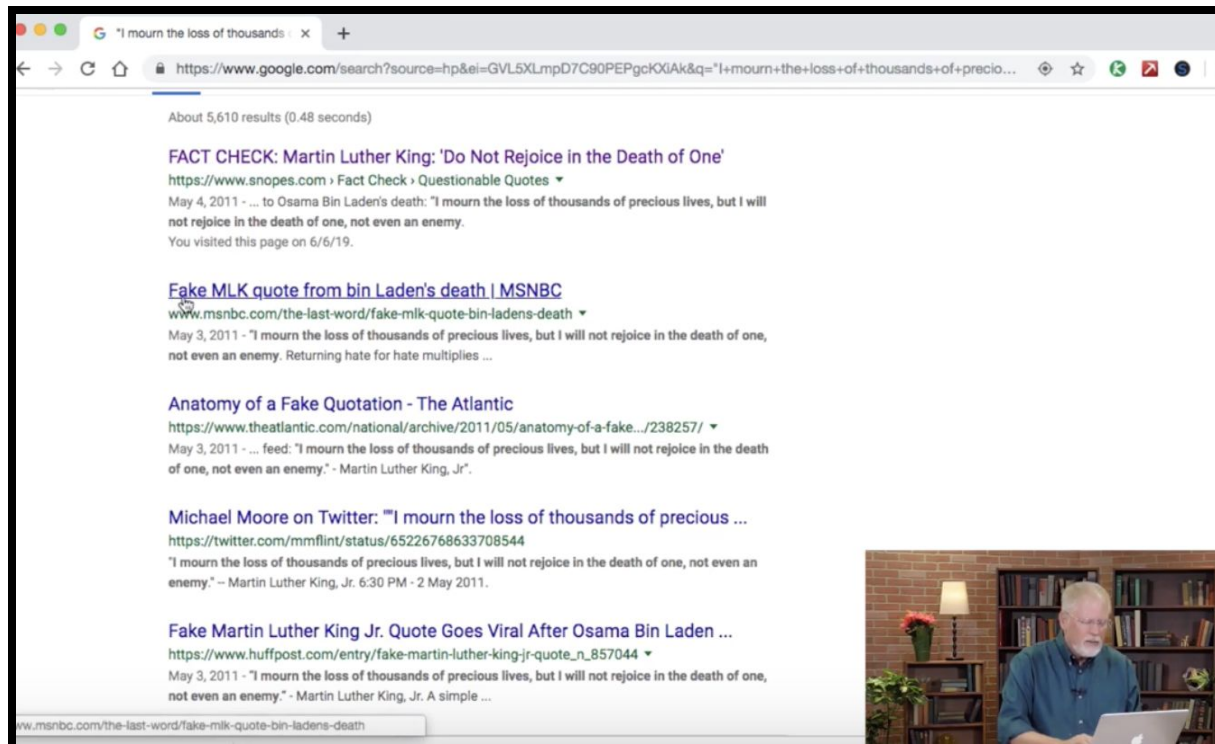 "I mourn the loss of thousands
https://www.google.com/search?source=hp&ei=GVL5XLmpD7C90PEPgcKXiAk&q="I+mourn+the+loss+of+thousands+of+precio...
About 5,610 results (0.48 seconds)
FACT CHECK: Martin Luther King: 'Do Not Rejoice in the Death of One'
https://www.snopes.com › Fact Check › Questionable Quotes
May 4, 2011 - ... to Osama Bin Laden's death: "I mourn the loss of thousands of precious lives, but I will
not rejoice in the death of one, not even an enemy.
You visited this page on 6/6/19.
Fake MLK quote from bin Laden's death | MSNBC
www.msnbc.com/the-last-word/fake-mlk-quote-bin-ladens-death
May 3, 2011 - "I mourn the loss of thousands of precious lives, but I will not rejoice in the death of one,
not even an enemy. Returning hate for hate multiplies ...
Anatomy of a Fake Quotation - The Atlantic
https://www.theatlantic.com/national/archive/2011/05/anatomy-of-a-fake.../238257/
May 3, 2011 - ... feed: "I mourn the loss of thousands of precious lives, but I will not rejoice in the death
of one, not even an enemy." - Martin Luther King, Jr".
Michael Moore on Twitter: ""I mourn the loss of thousands of precious ...
https://twitter.com/mmflint/status/65226768633708544
"I mourn the loss of thousands of precious lives, but I will not rejoice in the death of one, not even an
enemy." -- Martin Luther King, Jr. 6:30 PM - 2 May 2011.
Fake Martin Luther King Jr. Quote Goes Viral After Osama Bin Laden ...
https://www.huffpost.com/entry/fake-martin-luther-king-jr-quote_n_857044
May 3, 2011 - "I mourn the loss of thousands of precious lives, but I will not rejoice in the death of one,
not even an enemy." - Martin Luther King, Jr. A simple ...
ww.msnbc.com/the-last-word/fake-mlk-quote-bin-ladens-death